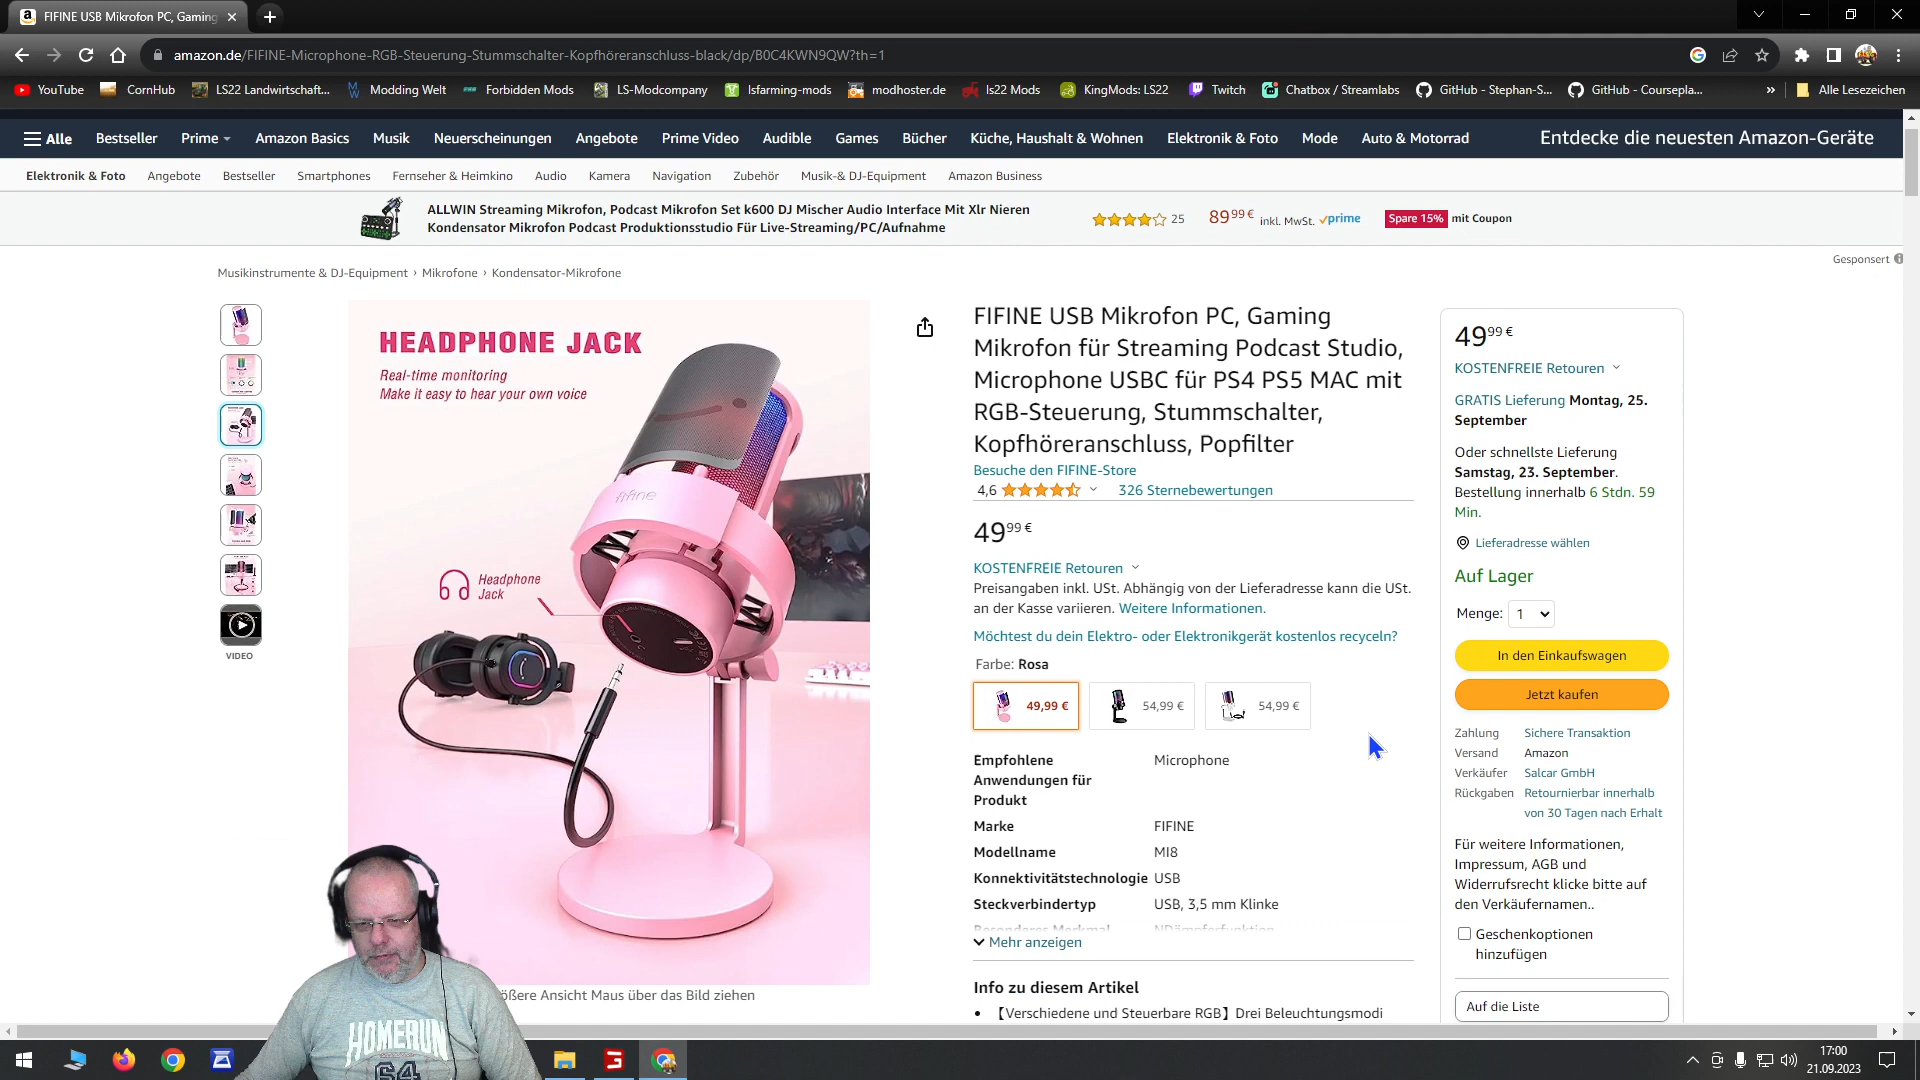 FIFINE USB Mikrofon PC, Gaming
amazon.de/FIFINE-Microphone-RGB-Steuerung-Stummschalter-Kopfhöreranschluss-black/dp/B0C4KWN9QW?th=1
YouTube
CornHub
LS22 Landwirtschaft...
Modding Welt
Forbidden Mods
LS-Modcompany
lsfarming-mods
modhoster.de
ls22 Mods
KingMods: LS22
Twitch
Chatbox / Streamlabs
GitHub - Stephan-S...
GitHub - Coursepla...
»
Alle Lesezeichen
Alle
Bestseller
Prime
Amazon Basics
Musik
Neuerscheinungen
Angebote
Prime Video
Audible
Games
Bücher
Küche, Haushalt & Wohnen
Elektronik & Foto
Mode
Auto & Motorrad
Entdecke die neuesten Amazon-Geräte
Elektronik & Foto
Angebote
Bestseller
Smartphones
Fernseher & Heimkino
Audio
Kamera
Navigation
Zubehör
Musik-& DJ-Equipment
Amazon Business
ALLWIN Streaming Mikrofon, Podcast Mikrofon Set k600 DJ Mischer Audio Interface Mit Xlr Nieren
Kondensator Mikrofon Podcast Produktionsstudio Für Live-Streaming/PC/Aufnahme
25
8999€ inkl. MwSt. prime
Spare 15% mit Coupon
Gesponsert
Musikinstrumente & DJ-Equipment › Mikrofone › Kondensator-Mikrofone
VIDEO
HEADPHONE JACK
Real-time monitoring
Make it easy to hear your own voice
fifine
Headphone
Jack
ößere Ansicht Maus über das Bild ziehen
HOMERUN
64
FIFINE USB Mikrofon PC, Gaming
Mikrofon für Streaming Podcast Studio,
Microphone USBC für PS4 PS5 MAC mit
RGB-Steuerung, Stummschalter,
Kopfhöreranschluss, Popfilter
Besuche den FIFINE-Store
4,6
326 Sternebewertungen
4999€
KOSTENFREIE Retouren
Preisangaben inkl. USt. Abhängig von der Lieferadresse kann die USt.
an der Kasse variieren. Weitere Informationen.
Möchtest du dein Elektro- oder Elektronikgerät kostenlos recyceln?
Farbe: Rosa
49,99 €
54,99 €
54,99 €
Empfohlene
Anwendungen für
Produkt
Microphone
Marke
FIFINE
Modellname
MI8
Konnektivitätstechnologie
USB
Steckverbindertyp
USB, 3,5 mm Klinke
Mehr anzeigen
Info zu diesem Artikel
• 【Verschiedene und Steuerbare RGB】Drei Beleuchtungsmodi
4999€
KOSTENFREIE Retouren
GRATIS Lieferung Montag, 25.
September
Oder schnellste Lieferung
Samstag, 23. September.
Bestellung innerhalb 6 Stdn. 59
Min.
Lieferadresse wählen
Auf Lager
Menge: 1
In den Einkaufswagen
Jetzt kaufen
Zahlung
Sichere Transaktion
Versand
Amazon
Verkäufer
Salcar GmbH
Rückgaben
Retournierbar innerhalb
von 30 Tagen nach Erhalt
Für weitere Informationen,
Impressum, AGB und
Widerrufsrecht klicke bitte auf
den Verkäufernamen..
Geschenkoptionen
hinzufügen
Auf die Liste
17:00
21.09.2023